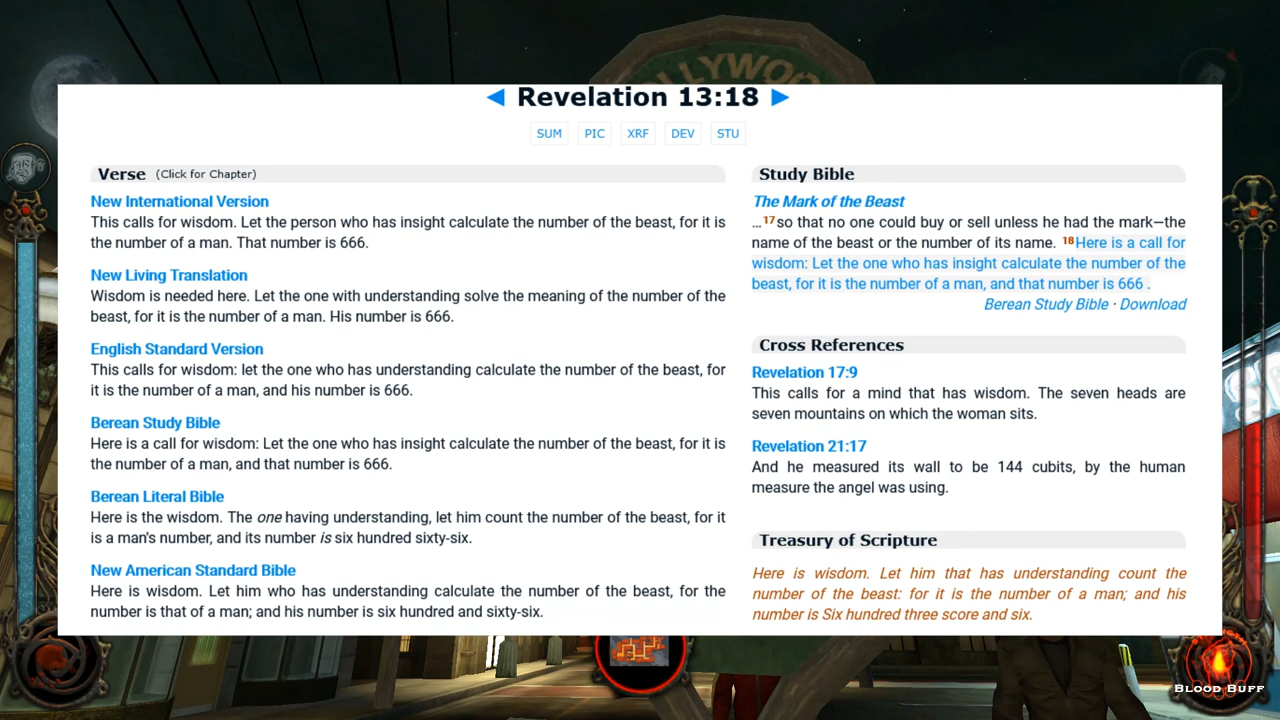 LLYWOO
◀ Revelation 13:18 ▶
SUM PIC XRF DEV STU
Verse (Click for Chapter)
New International Version
This calls for wisdom. Let the person who has insight calculate the number of the beast, for it is
the number of a man. That number is 666.
New Living Translation
Wisdom is needed here. Let the one with understanding solve the meaning of the number of the
beast, for it is the number of a man. His number is 666.
English Standard Version
This calls for wisdom: let the one who has understanding calculate the number of the beast, for
it is the number of a man, and his number is 666.
Berean Study Bible
Here is a call for wisdom: Let the one who has insight calculate the number of the beast, for it is
the number of a man, and that number is 666.
Berean Literal Bible
Here is the wisdom. The one having understanding, let him count the number of the beast, for it
is a man's number, and its number is six hundred sixty-six.
New American Standard Bible
Here is wisdom. Let him who has understanding calculate the number of the beast, for the
number is that of a man; and his number is six hundred and sixty-six.
Study Bible
The Mark of the Beast
…17so that no one could buy or sell unless he had the mark—the
name of the beast or the number of its name. 18Here is a call for
wisdom: Let the one who has insight calculate the number of the
beast, for it is the number of a man, and that number is 666 .
Berean Study Bible · Download
Cross References
Revelation 17:9
This calls for a mind that has wisdom. The seven heads are
seven mountains on which the woman sits.
Revelation 21:17
And he measured its wall to be 144 cubits, by the human
measure the angel was using.
Treasury of Scripture
Here is wisdom. Let him that has understanding count the
number of the beast: for it is the number of a man; and his
number is Six hundred three score and six.
Blood Buff